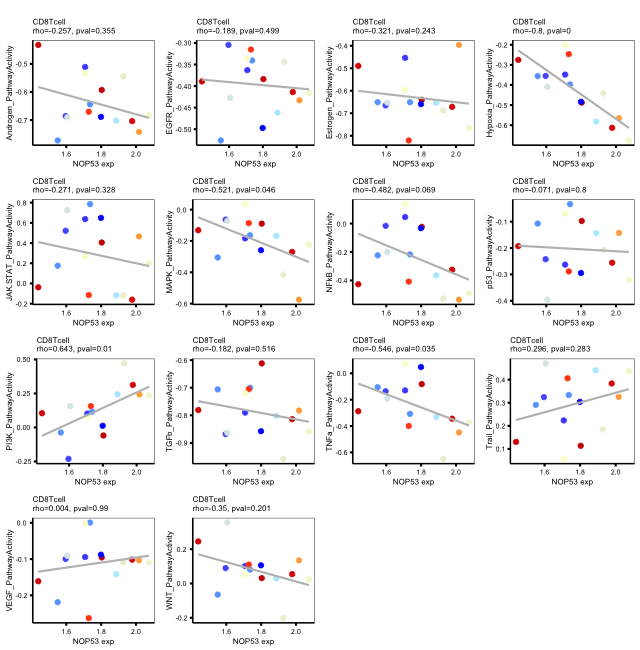 CD8Tcell
rho=-0.257, pval=0.355
Androgen_PathwayActivity
-0.5
-0.6
-0.7
1.6
1.8
2.0
NOP53 exp
CD8Tcell
rho=-0.189, pval=0.499
EGFR_PathwayActivity
-0.30
-0.40
-0.50
1.6
1.8
2.0
NOP53 exp
CD8Tcell
rho=-0.321, pval=0.243
Estrogen_PathwayActivity
-0.4
-0.5
-0.6
-0.7
-0.8
1.6
1.8
2.0
NOP53 exp
CD8Tcell
rho=-0.8, pval=0
Hypoxia_PathwayActivity
-0.2
-0.3
-0.4
-0.5
-0.6
1.6
1.8
2.0
NOP53 exp
CD8Tcell
rho=-0.271, pval=0.328
JAK.STAT_PathwayActivity
0.8
0.6
0.4
0.2
0.0
-0.2
1.6
1.8
2.0
NOP53 exp
CD8Tcell
rho=-0.521, pval=0.046
MAPK_PathwayActivity
0.0
-0.2
-0.4
-0.6
1.6
1.8
2.0
NOP53 exp
CD8Tcell
rho=-0.482, pval=0.069
NFkB_PathwayActivity
0.0
-0.2
-0.4
1.6
1.8
2.0
NOP53 exp
CD8Tcell
rho=-0.071, pval=0.8
p53_PathwayActivity
-0.1
-0.2
-0.3
-0.4
1.6
1.8
2.0
NOP53 exp
CD8Tcell
rho=0.643, pval=0.01
PI3K_PathwayActivity
0.50
0.25
0.00
-0.25
1.6
1.8
2.0
NOP53 exp
CD8Tcell
rho=-0.182, pval=0.516
TGFb_PathwayActivity
-0.6
-0.7
-0.8
-0.9
1.6
1.8
2.0
NOP53 exp
CD8Tcell
rho=-0.546, pval=0.035
TNFa_PathwayActivity
0.0
-0.2
-0.4
-0.6
1.6
1.8
2.0
NOP53 exp
CD8Tcell
rho=0.296, pval=0.283
Trail_PathwayActivity
0.4
0.3
0.2
0.1
1.6
1.8
2.0
NOP53 exp
CD8Tcell
rho=0.004, pval=0.99
VEGF_PathwayActivity
0.0
-0.1
-0.2
1.6
1.8
2.0
NOP53 exp
CD8Tcell
rho=-0.35, pval=0.201
WNT_PathwayActivity
0.2
0.0
-0.2
1.6
1.8
2.0
NOP53 exp